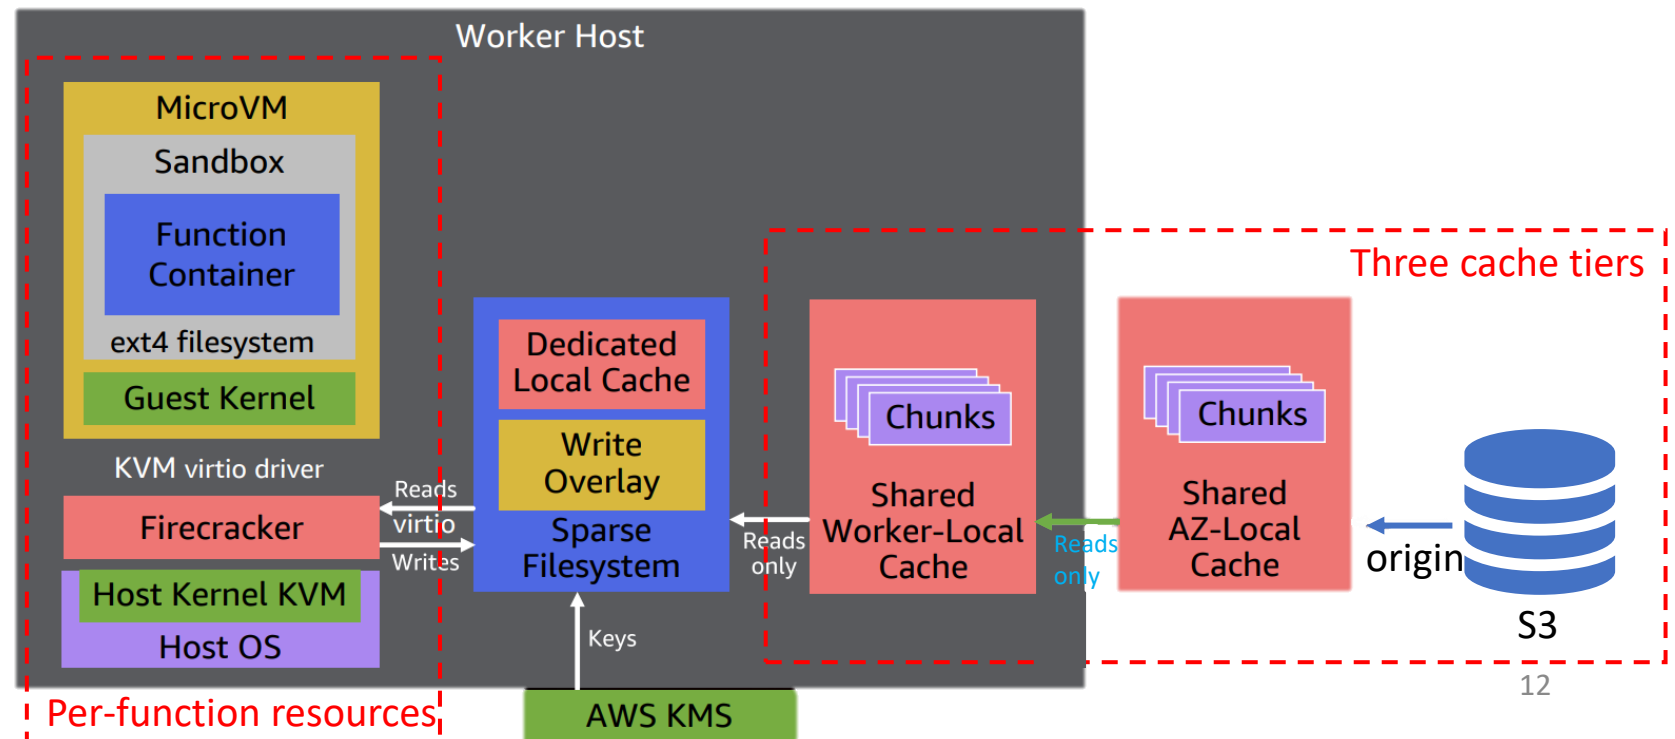 Worker Host
MicroVM
Sandbox
Function
Container
ext4 filesystem
Guest Kernel
KVM virtio driver
Firecracker
Host Kernel KVM
Host OS
Per-function resources
Reads
virtio
Writes
Dedicated
Local Cache
Write
Overlay
Sparse
Filesystem
Keys
AWS KMS
Reads
only
Chunks
Shared
Worker-Local
Cache
Reads
only
Three cache tiers
Chunks
Shared
AZ-Local
Cache
origin
S3
12